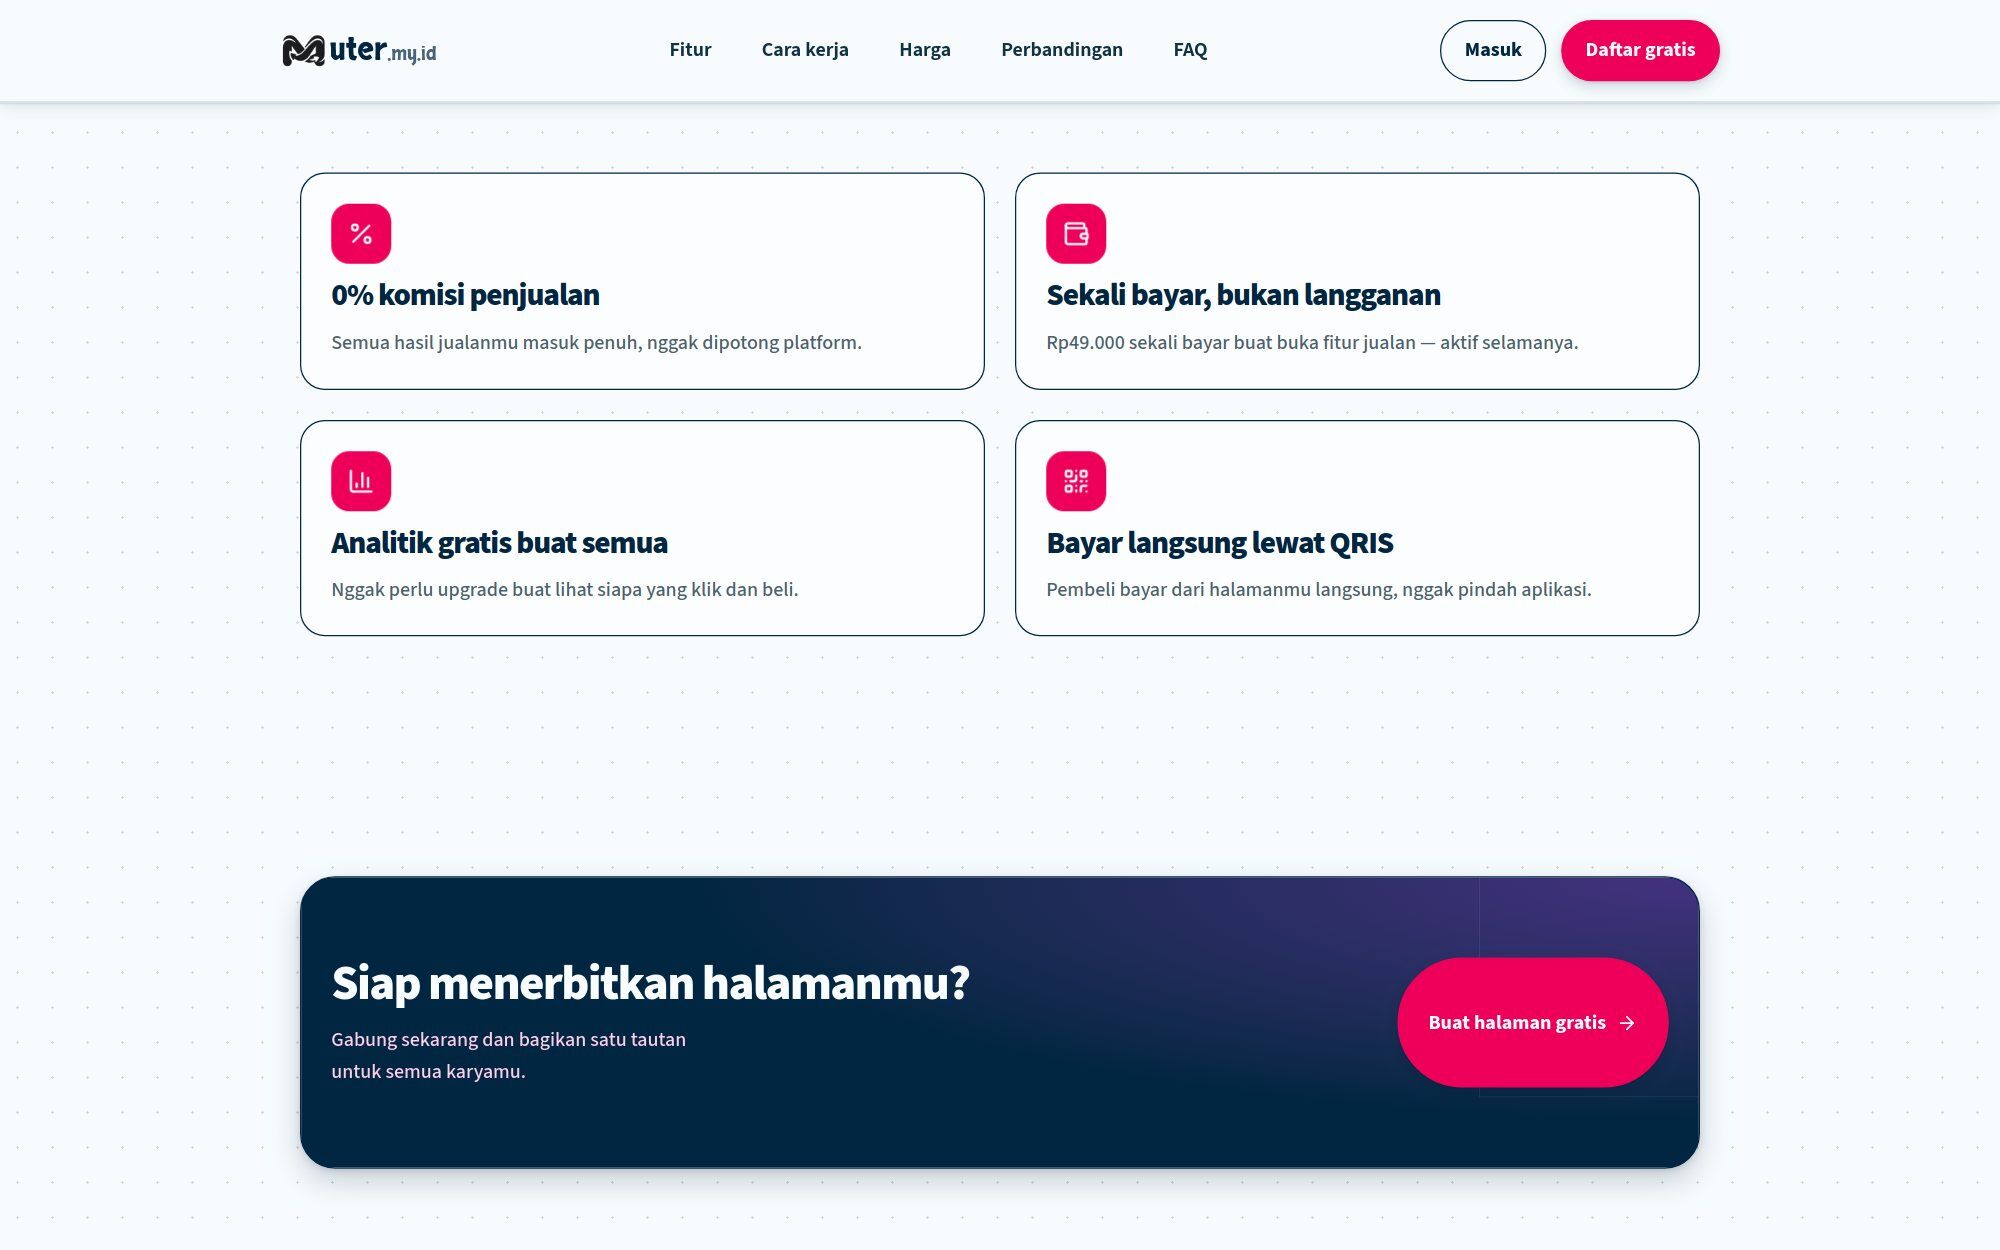 Muter.my.id
Fitur
Cara kerja
Harga
Perbandingan
FAQ
Masuk
Daftar gratis
0% komisi penjualan
Semua hasil jualanmu masuk penuh, nggak dipotong platform.
Sekali bayar, bukan langganan
Rp49.000 sekali bayar buat buka fitur jualan — aktif selamanya.
Analitik gratis buat semua
Nggak perlu upgrade buat lihat siapa yang klik dan beli.
Bayar langsung lewat QRIS
Pembeli bayar dari halamanmu langsung, nggak pindah aplikasi.
Siap menerbitkan halamanmu?
Gabung sekarang dan bagikan satu tautan
untuk semua karyamu.
Buat halaman gratis